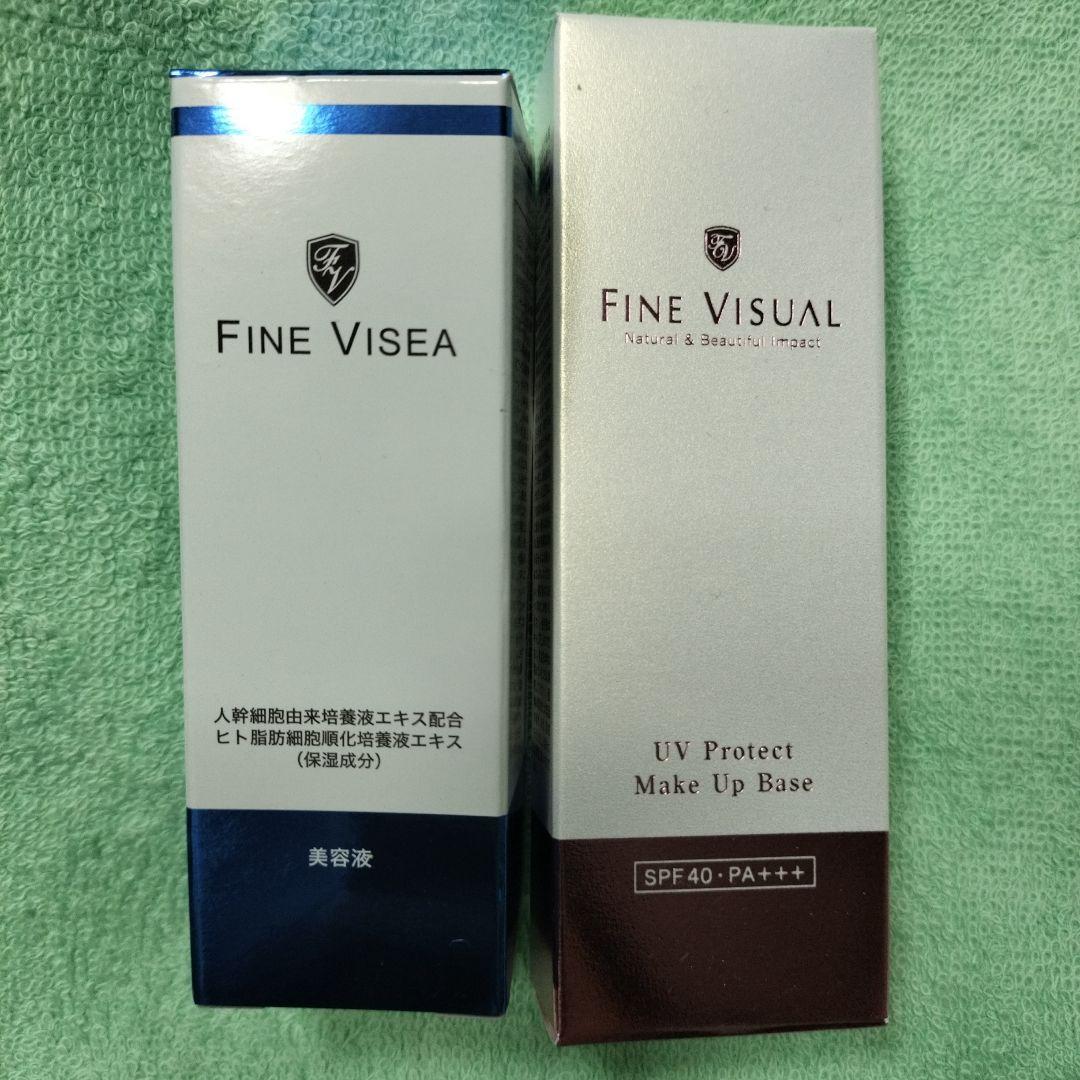 FV
FINE VISEA
人幹細胞由来培養液エキス配合
ヒト脂肪細胞順化培養液エキス
(保湿成分)
美容液
FV
FINE VISUAL
Natural & Beautiful Impact
UV Protect
Make Up Base
SPF40・PA+++